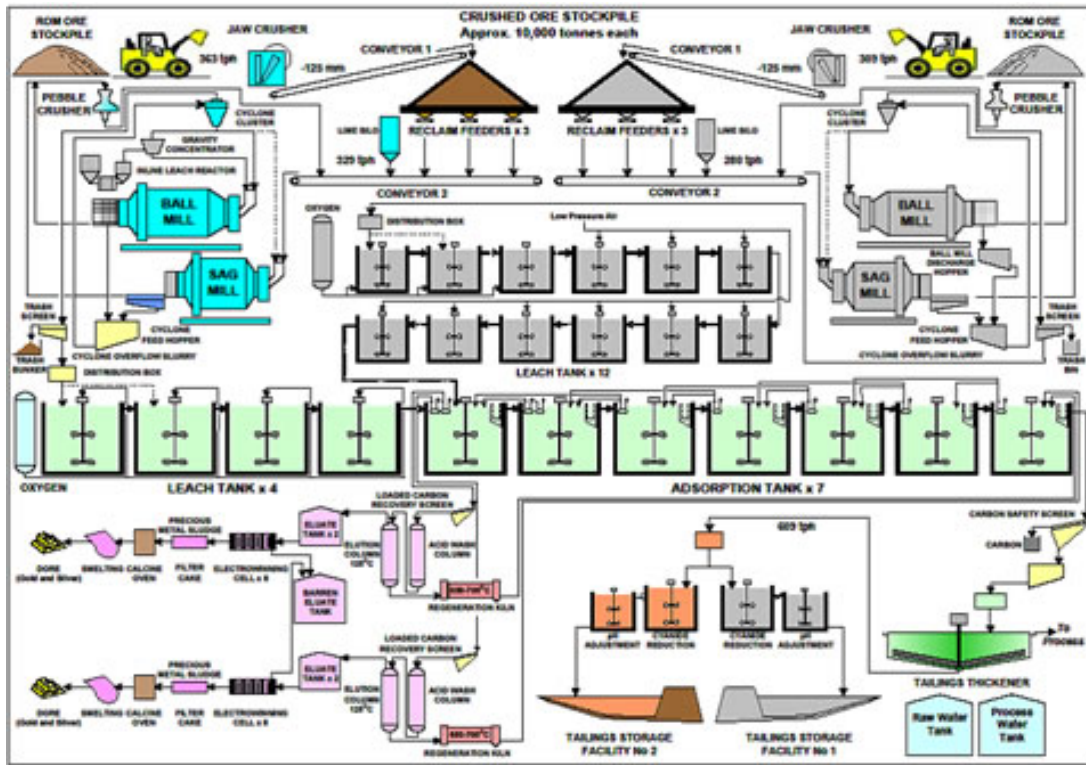 ROM ORE
STOCKPILE
363 tph
JAW CRUSHER
-125 mm
CONVEYOR 1
CRUSHED ORE STOCKPILE
Approx. 10,000 tonnes each
CONVEYOR 1
-125 mm
JAW CRUSHER
309 tph
ROM ORE
STOCKPILE
PEBBLE
CRUSHER
CYCLONE
CLUSTER
GRAVITY
CONCENTRATOR
INLINE LEACH REACTOR
LIME SILO
RECLAIM FEEDERS x 3
329 tph
RECLAIM FEEDERS x 3
LIME SILO
280 tph
CYCLONE
CLUSTER
PEBBLE
CRUSHER
BALL
MILL
CONVEYOR 2
CONVEYOR 2
BALL
MILL
OXYGEN
DISTRIBUTION BOX
Low Pressure Air
SAG
MILL
BALL MILL
DISCHARGE
HOPPER
SAG
MILL
TRASH
SCREEN
CYCLONE
FEED HOPPER
TRASH
BUNKER
CYCLONE OVERFLOW SLURRY
DISTRIBUTION BOX
LEACH TANK x 12
CYCLONE
FEED HOPPER
CYCLONE OVERFLOW SLURRY
TRASH
SCREEN
TRASH
BIN
OXYGEN
LEACH TANK x 4
ADSORPTION TANK x 7
LOADED CARBON
RECOVERY SCREEN
PRECIOUS
METAL SLUDGE
ELUATE
TANK x 2
ELUTION
COLUMN
128°C
ACID WASH
COLUMN
DORE
(Gold and Silver)
SMELTING
CALCINE
OVEN
FILTER
CAKE
ELECTROWINNING
CELL x 8
BARREN
ELUATE
TANK
REGENERATION KILN
609 tph
CARBON SAFETY SCREEN
CARBON
pH
ADJUSTMENT
CYANIDE
REDUCTION
CYANIDE
REDUCTION
pH
ADJUSTMENT
To
Process
TAILINGS THICKENER
LOADED CARBON
RECOVERY SCREEN
PRECIOUS
METAL SLUDGE
ELUATE
TANK x 2
ELUTION
COLUMN
128°C
ACID WASH
COLUMN
DORE
(Gold and Silver)
SMELTING
CALCINE
OVEN
FILTER
CAKE
ELECTROWINNING
CELL x 8
REGENERATION KILN
TAILINGS STORAGE
FACILITY No 2
TAILINGS STORAGE
FACILITY No 1
Raw Water
Tank
Process
Water
Tank